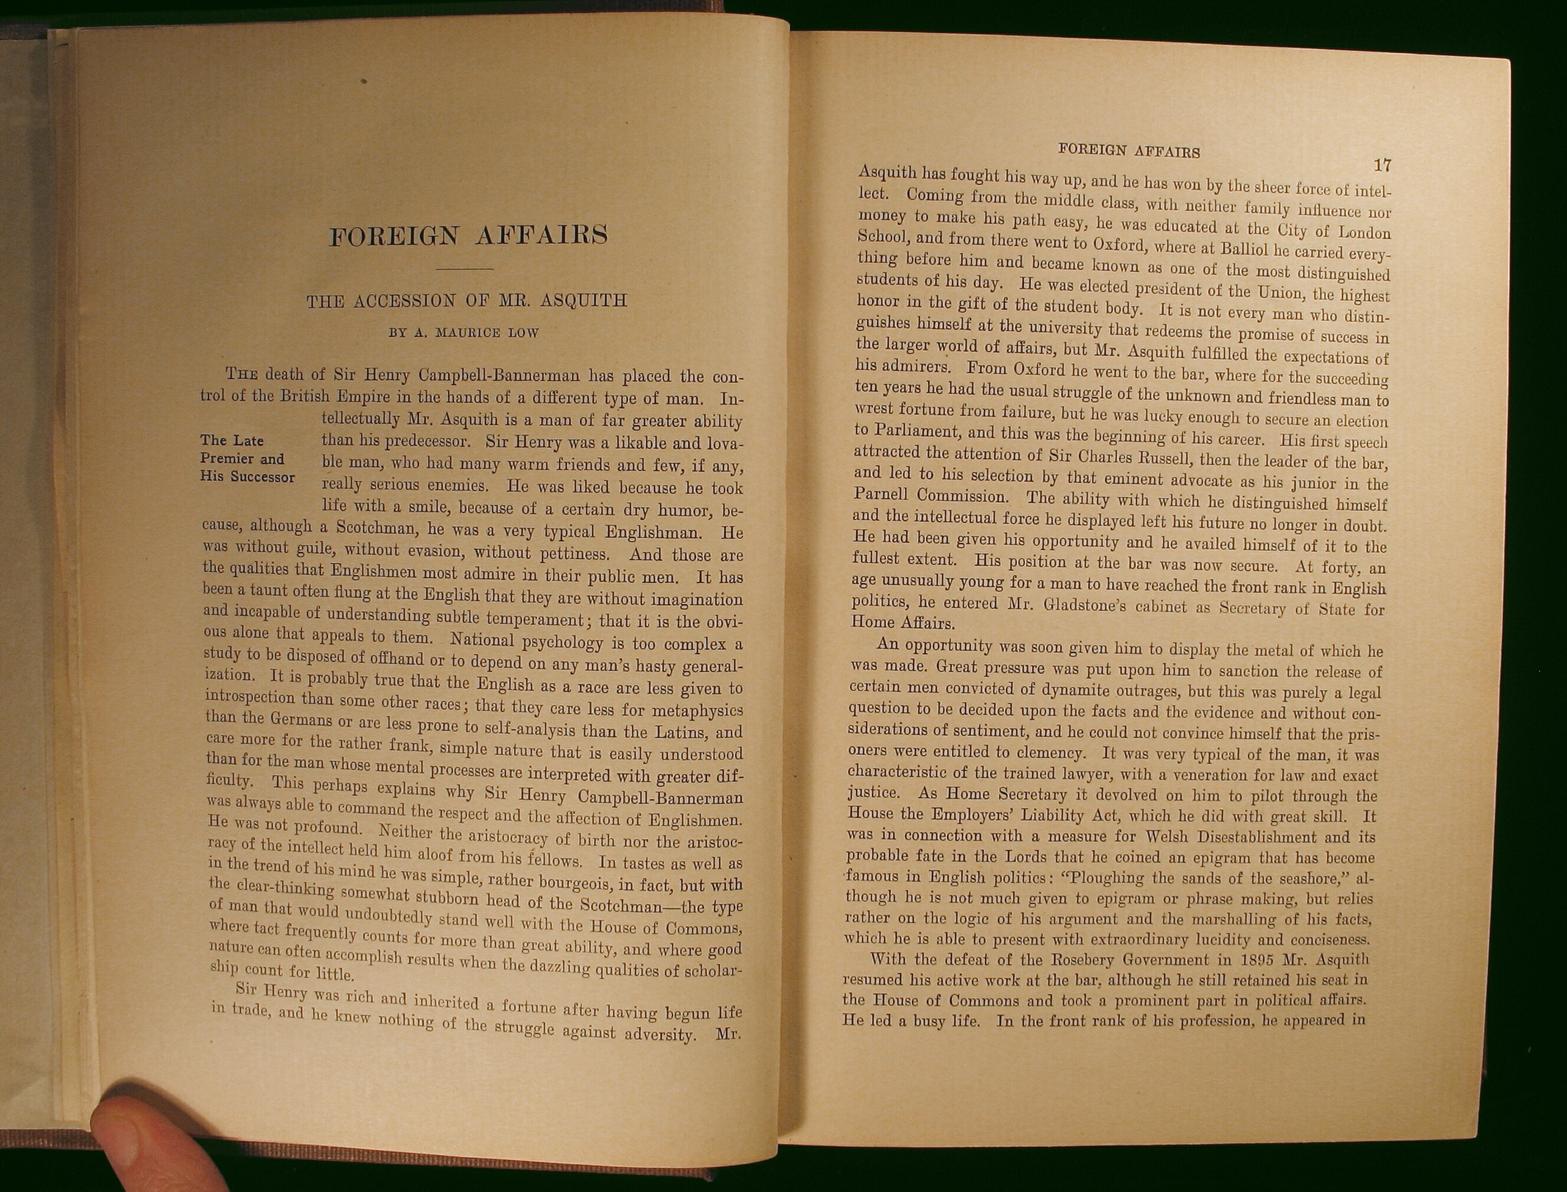 FOREIGN AFFAIRS
THE ACCESSION OF MR. ASQUITH
BY A. MAURICE LOW
THE death of Sir Henry Campbell-Bannerman has placed the con-
trol of the British Empire in the hands of a different type of man. In-
tellectually Mr. Asquith is a man of far greater ability
The Late
Premier and
His Successor
than his predecessor. Sir Henry was a likable and lova-
ble man, who had many warm friends and few, if any,
really serious enemies. He was liked because he took
life with a smile, because of a certain dry humor, be-
cause, although a Scotchman, he was a very typical Englishman. He
was without guile, without evasion, without pettiness. And those are
the qualities that Englishmen most admire in their public men. It has
been a taunt often flung at the English that they are without imagination
and incapable of understanding subtle temperament; that it is the obvi-
ous alone that appeals to them. National psychology is too complex a
study to be disposed of offhand or to depend on any man's hasty general-
ization. It is probably true that the English as a race are less given to
introspection than some other races; that they care less for metaphysics
than the Germans or are less prone to self-analysis than the Latins, and
care more for the rather frank, simple nature that is easily understood
than for the man whose mental processes are interpreted with greater dif-
ficulty. This perhaps explains why Sir Henry Campbell-Bannerman
was always able to command the respect and the affection of Englishmen.
He was not profound. Neither the aristocracy of birth nor the aristoc-
racy of the intellect held him aloof from his fellows. In tastes as well as
in the trend of his mind he was simple, rather bourgeois, in fact, but with
the clear-thinking somewhat stubborn head of the Scotchman—the type
of man that would undoubtedly stand well with the House of Commons,
where tact frequently counts for more than great ability, and where good
nature can often accomplish results when the dazzling qualities of scholar-
ship count for little.
Sir Henry was rich and inherited a fortune after having begun life
in trade, and he knew nothing of the struggle against adversity. Mr.
FOREIGN AFFAIRS
17
Asquith has fought his way up, and he has won by the sheer force of intel-
lect. Coming from the middle class, with neither family influence nor
money to make his path easy, he was educated at the City of London
School, and from there went to Oxford, where at Balliol he carried every-
thing before him and became known as one of the most distinguished
students of his day. He was elected president of the Union, the highest
honor in the gift of the student body. It is not every man who distin-
guishes himself at the university that redeems the promise of success in
the larger world of affairs, but Mr. Asquith fulfilled the expectations of
his admirers. From Oxford he went to the bar, where for the succeeding
ten years he had the usual struggle of the unknown and friendless man to
wrest fortune from failure, but he was lucky enough to secure an election
to Parliament, and this was the beginning of his career. His first speech
attracted the attention of Sir Charles Russell, then the leader of the bar,
and led to his selection by that eminent advocate as his junior in the
Parnell Commission. The ability with which he distinguished himself
and the intellectual force he displayed left his future no longer in doubt.
He had been given his opportunity and he availed himself of it to the
fullest extent. His position at the bar was now secure. At forty, an
age unusually young for a man to have reached the front rank in English
politics, he entered Mr. Gladstone's cabinet as Secretary of State for
Home Affairs.
An opportunity was soon given him to display the metal of which he
was made. Great pressure was put upon him to sanction the release of
certain men convicted of dynamite outrages, but this was purely a legal
question to be decided upon the facts and the evidence and without con-
siderations of sentiment, and he could not convince himself that the pris-
oners were entitled to clemency. It was very typical of the man, it was
characteristic of the trained lawyer, with a veneration for law and exact
justice. As Home Secretary it devolved on him to pilot through the
House the Employers' Liability Act, which he did with great skill. It
was in connection with a measure for Welsh Disestablishment and its
probable fate in the Lords that he coined an epigram that has become
famous in English politics: "Ploughing the sands of the seashore," al-
though he is not much given to epigram or phrase making, but relies
rather on the logic of his argument and the marshalling of his facts,
which he is able to present with extraordinary lucidity and conciseness.
With the defeat of the Rosebery Government in 1895 Mr. Asquith
resumed his active work at the bar, although he still retained his seat in
the House of Commons and took a prominent part in political affairs.
He led a busy life. In the front rank of his profession, he appeared in